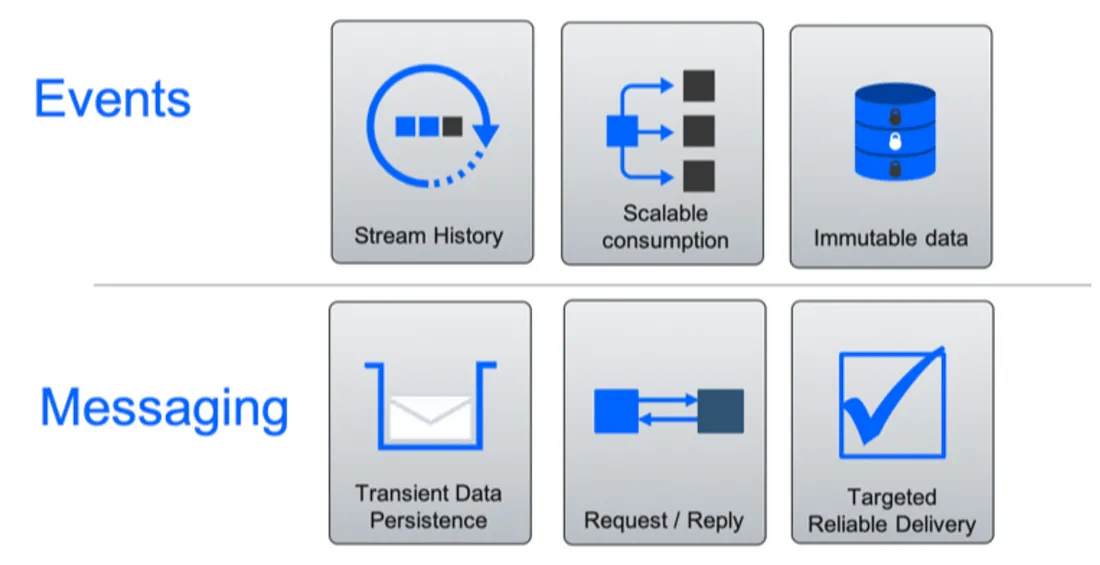 Events
Stream History
Scalable
consumption
Immutable data
Messaging
Transient Data
Persistence
Request / Reply
Targeted
Reliable Delivery